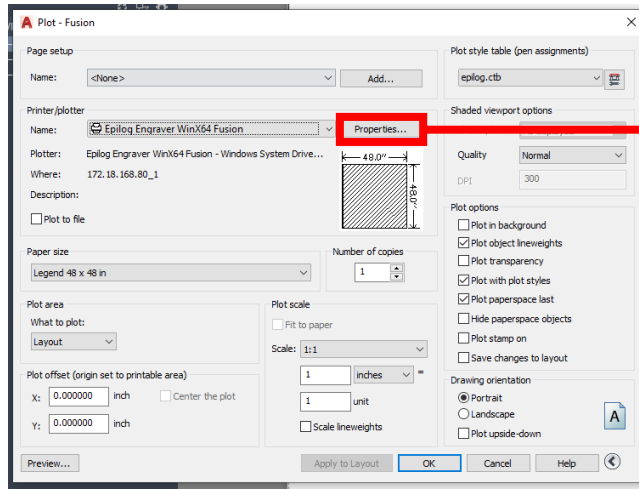 Plot - Fusion
Page setup
Name: <None> Add...
Plot style table (pen assignments)
epilog.ctb
Printer/plotter
Name: Epilog Engraver WinX64 Fusion Properties...
Plotter: Epilog Engraver WinX64 Fusion - Windows System Drive...
Where: 172.18.168.80_1
Description:
Plot to file
48.0''
48.0''
Shaded viewport options
Quality Normal
DPI 300
Paper size
Legend 48 x 48 in
Number of copies
1
Plot options
Plot in background
Plot object lineweights
Plot transparency
Plot with plot styles
Plot paperspace last
Hide paperspace objects
Plot stamp on
Save changes to layout
Plot area
What to plot:
Layout
Plot scale
Fit to paper
Scale: 1:1
1 inches =
1 unit
Scale lineweights
Plot offset (origin set to printable area)
X: 0.000000 inch Center the plot
Y: 0.000000 inch
Drawing orientation
Portrait
Landscape
Plot upside-down
A
Preview... Apply to Layout OK Cancel Help